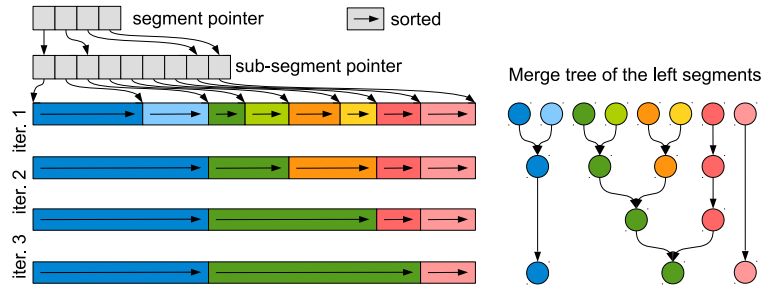 segment pointer
sorted
sub-segment pointer
Merge tree of the left segments
iter. 1
iter. 2
iter. 3